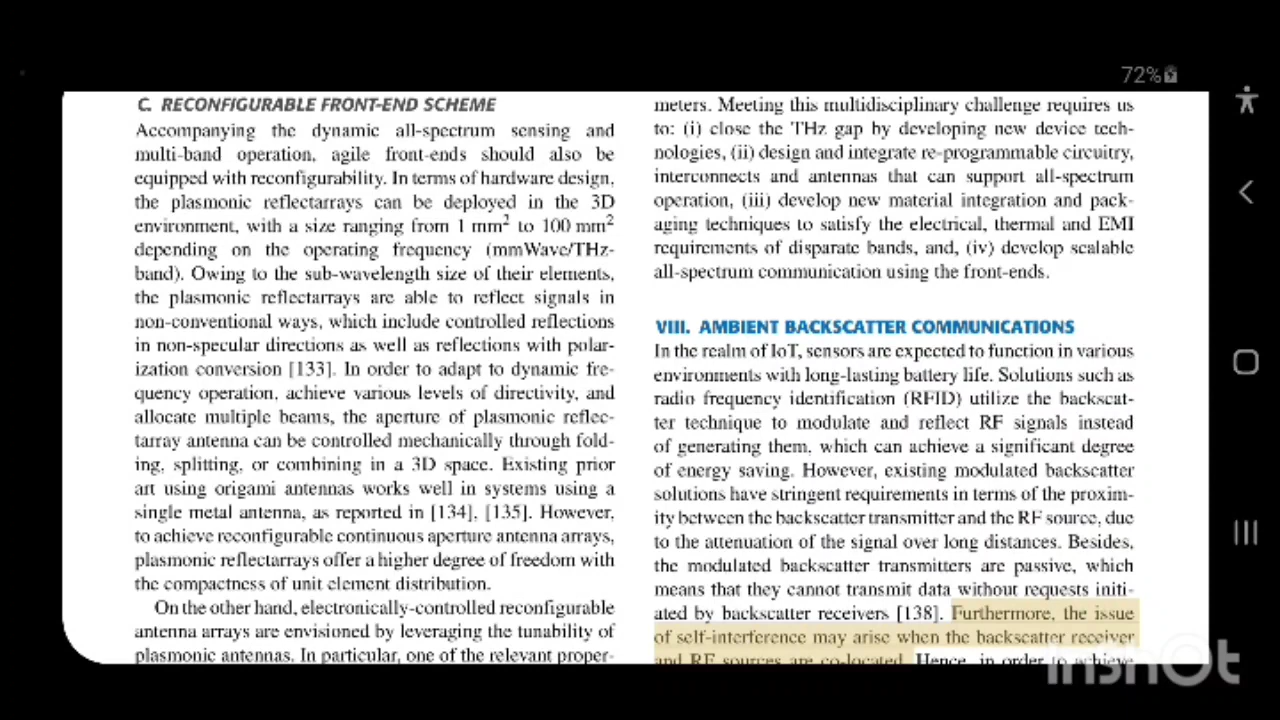 72%
C. RECONFIGURABLE FRONT-END SCHEME
Accompanying the dynamic all-spectrum sensing and
multi-band operation, agile front-ends should also be
equipped with reconfigurability. In terms of hardware design,
the plasmonic reflectarrays can be deployed in the 3D
environment, with a size ranging from 1 mm² to 100 mm²
depending on the operating frequency (mmWave/THz-
band). Owing to the sub-wavelength size of their elements,
the plasmonic reflectarrays are able to reflect signals in
non-conventional ways, which include controlled reflections
in non-specular directions as well as reflections with polar-
ization conversion [133]. In order to adapt to dynamic fre-
quency operation, achieve various levels of directivity, and
allocate multiple beams, the aperture of plasmonic reflec-
tarray antenna can be controlled mechanically through fold-
ing, splitting, or combining in a 3D space. Existing prior
art using origami antennas works well in systems using a
single metal antenna, as reported in [134], [135]. However,
to achieve reconfigurable continuous aperture antenna arrays,
plasmonic reflectarrays offer a higher degree of freedom with
the compactness of unit element distribution.
On the other hand, electronically-controlled reconfigurable
antenna arrays are envisioned by leveraging the tunability of
plasmonic antennas. In particular, one of the relevant proper-
meters. Meeting this multidisciplinary challenge requires us
to: (i) close the THz gap by developing new device tech-
nologies, (ii) design and integrate re-programmable circuitry,
interconnects and antennas that can support all-spectrum
operation, (iii) develop new material integration and pack-
aging techniques to satisfy the electrical, thermal and EMI
requirements of disparate bands, and, (iv) develop scalable
all-spectrum communication using the front-ends.
VIII. AMBIENT BACKSCATTER COMMUNICATIONS
In the realm of IoT, sensors are expected to function in various
environments with long-lasting battery life. Solutions such as
radio frequency identification (RFID) utilize the backscat-
ter technique to modulate and reflect RF signals instead
of generating them, which can achieve a significant degree
of energy saving. However, existing modulated backscatter
solutions have stringent requirements in terms of the proxim-
ity between the backscatter transmitter and the RF source, due
to the attenuation of the signal over long distances. Besides,
the modulated backscatter transmitters are passive, which
means that they cannot transmit data without requests initi-
ated by backscatter receivers [138]. Furthermore, the issue
of self-interference may arise when the backscatter receiver
and RF sources are co-located. Hence, in order to achieve
InShOt